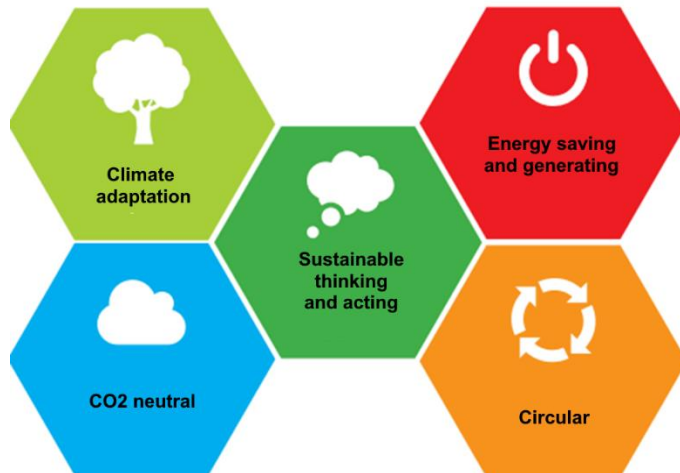 Climate
adaptation
Energy saving
and generating
Sustainable
thinking
and acting
CO2 neutral
Circular